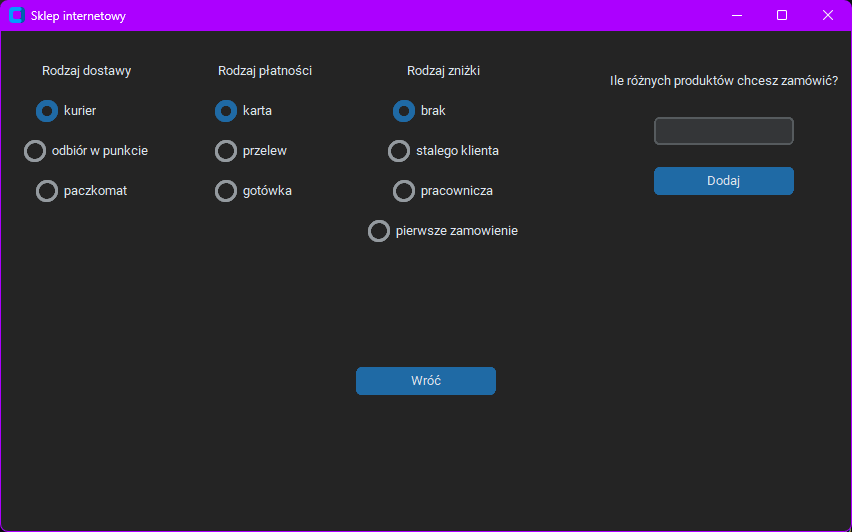 Sklep internetowy
Rodzaj dostawy
kurier
odbiór w punkcie
paczkomat
Rodzaj płatności
karta
przelew
gotówka
Rodzaj zniżki
brak
stalego klienta
pracownicza
pierwsze zamowienie
Ile różnych produktów chcesz zamówić?
Dodaj
Wróć